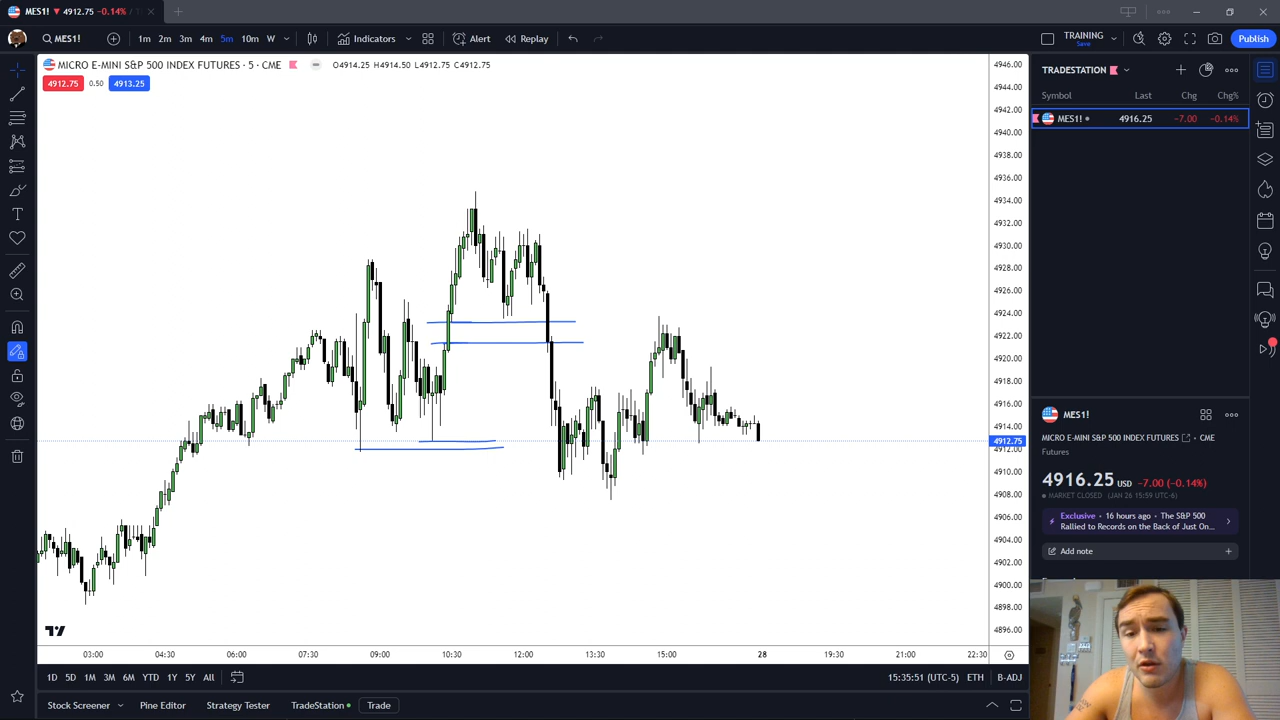 MES1! ▼ 4912.75 −0.14% /
MES1! 1m 2m 3m 4m 5m 10m W Indicators Alert Replay TRAINING Save Publish
MICRO E-MINI S&P 500 INDEX FUTURES · 5 · CME O4914.25 H4914.50 L4912.75 C4912.75
4912.75 0.50 4913.25
4946.00
4944.00
4942.00
4940.00
4938.00
4936.00
4934.00
4932.00
4930.00
4928.00
4926.00
4924.00
4922.00
4920.00
4918.00
4916.00
4914.00
4912.75
4912.00
4910.00
4908.00
4906.00
4904.00
4902.00
4900.00
4898.00
4896.00
03:00 04:30 06:00 07:30 09:00 10:30 12:00 13:30 15:00 28 19:30 21:00 22:30
1D 5D 1M 3M 6M YTD 1Y 5Y All 15:35:51 (UTC-5) ETH B-ADJ
Stock Screener Pine Editor Strategy Tester TradeStation Trade
TRADESTATION
Symbol Last Chg Chg%
MES1! 4916.25 −7.00 −0.14%
MES1!
MICRO E-MINI S&P 500 INDEX FUTURES · CME
Futures
4916.25 USD −7.00 (−0.14%)
MARKET CLOSED (JAN 26 15:59 UTC-6)
Exclusive · 16 hours ago · The S&P 500
Rallied to Records on the Back of Just On...
Add note